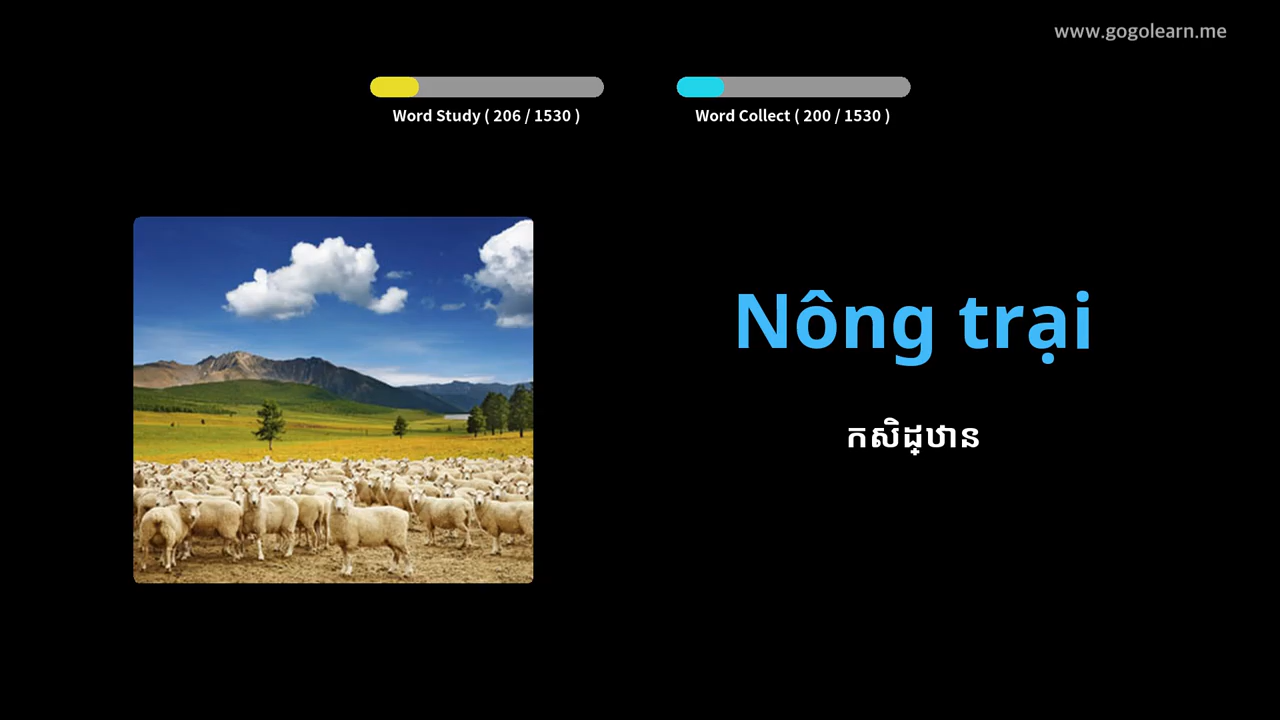 www.gogolearn.me
Word Study ( 206 / 1530 )
Word Collect ( 200 / 1530 )
Nông trại
កសិដ្ឋាន